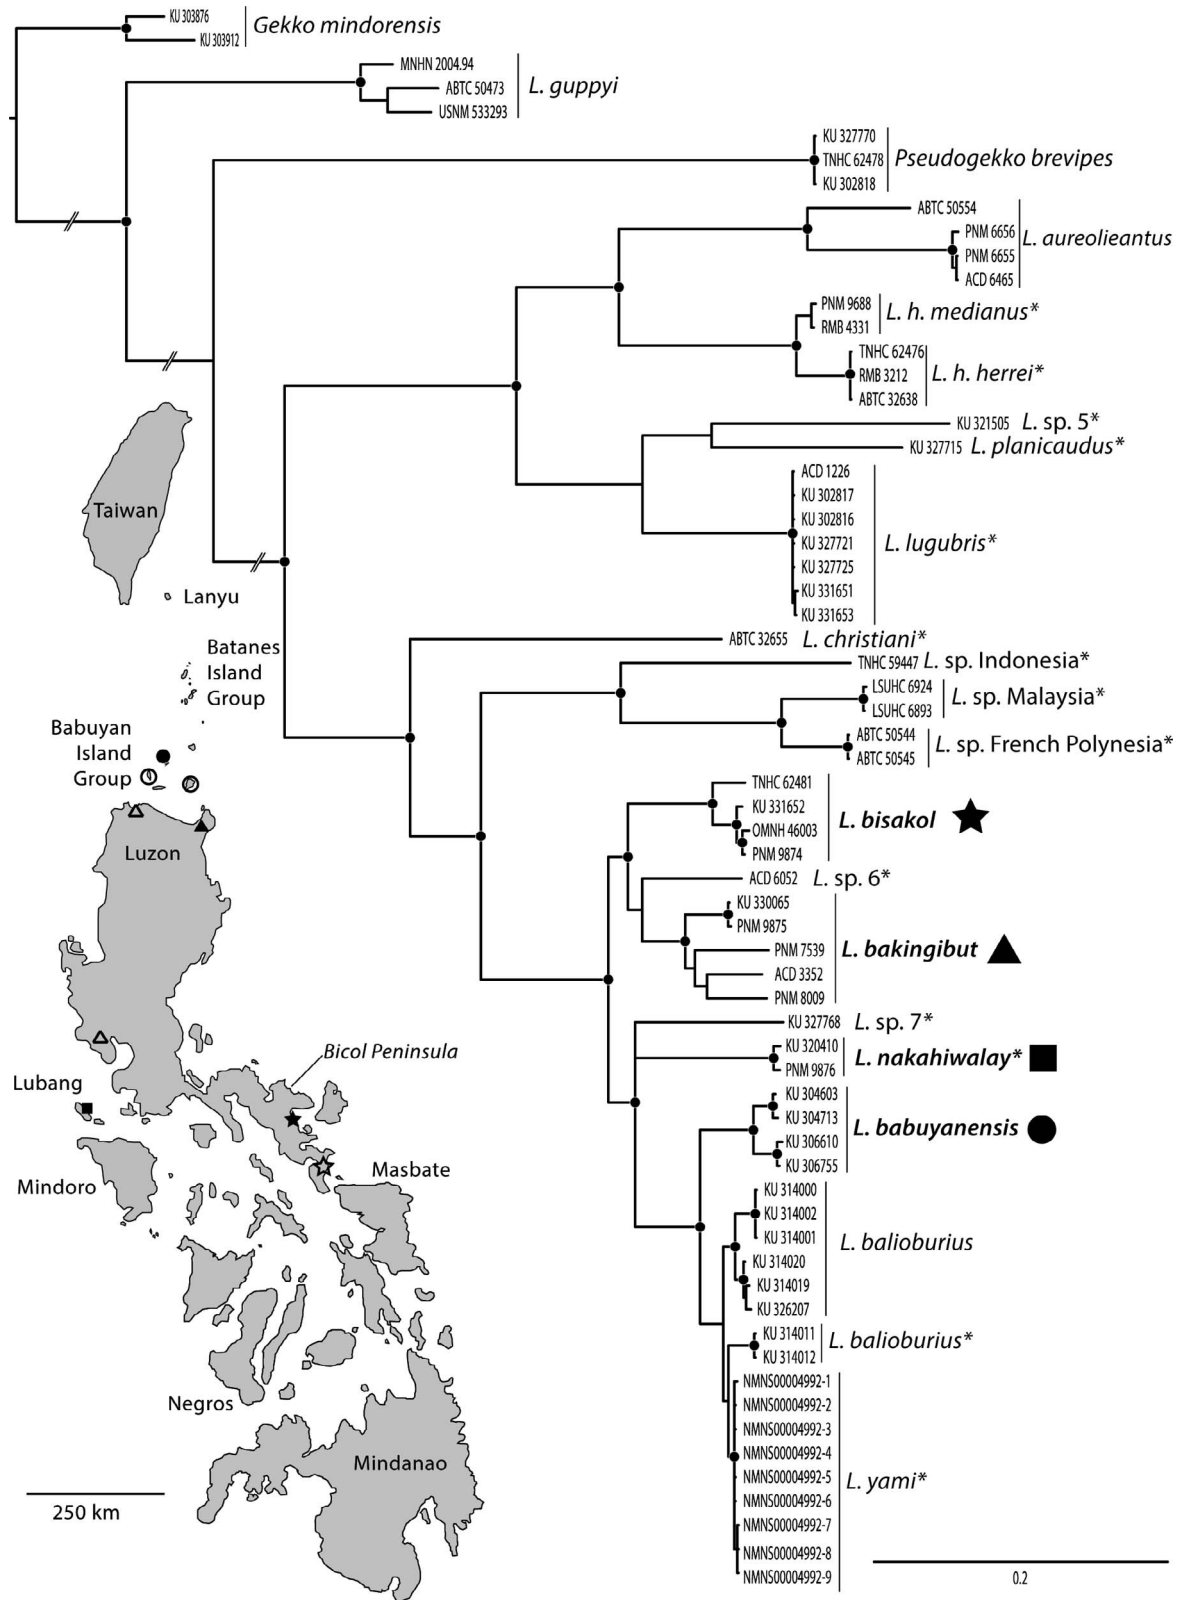 KU 303876
KU 303912
Gekko mindorensis
MNHN 2004.94
ABTC 50473
USNM 533293
L. guppyi
KU 327770
TNHC 62478
KU 302818
Pseudogekko brevipes
ABTC 50554
PNM 6656
PNM 6655
ACD 6465
L. aureolieantus
PNM 9688
RMB 4331
L. h. medianus*
TNHC 62476
RMB 3212
ABTC 32638
L. h. herrei*
KU 321505 L. sp. 5*
KU 327715 L. planicaudus*
ACD 1226
KU 302817
KU 302816
KU 327721
KU 327725
KU 331651
KU 331653
L. lugubris*
ABTC 32655 L. christiani*
TNHC 59447 L. sp. Indonesia*
LSUHC 6924
LSUHC 6893
L. sp. Malaysia*
ABTC 50544
ABTC 50545
L. sp. French Polynesia*
TNHC 62481
KU 331652
OMNH 46003
PNM 9874
L. bisakol
ACD 6052 L. sp. 6*
KU 330065
PNM 9875
PNM 7539
ACD 3352
PNM 8009
L. bakingibut
KU 327768 L. sp. 7*
KU 320410
PNM 9876
L. nakahiwalay*
KU 304603
KU 304713
KU 306610
KU 306755
L. babuyanensis
KU 314000
KU 314002
KU 314001
KU 314020
KU 314019
KU 326207
L. balioburius
KU 314011
KU 314012
L. balioburius*
NMNS00004992-1
NMNS00004992-2
NMNS00004992-3
NMNS00004992-4
NMNS00004992-5
NMNS00004992-6
NMNS00004992-7
NMNS00004992-8
NMNS00004992-9
L. yami*
0.2
Taiwan
Lanyu
Batanes
Island
Group
Babuyan
Island
Group
Luzon
Bicol Peninsula
Lubang
Mindoro
Masbate
Negros
Mindanao
250 km